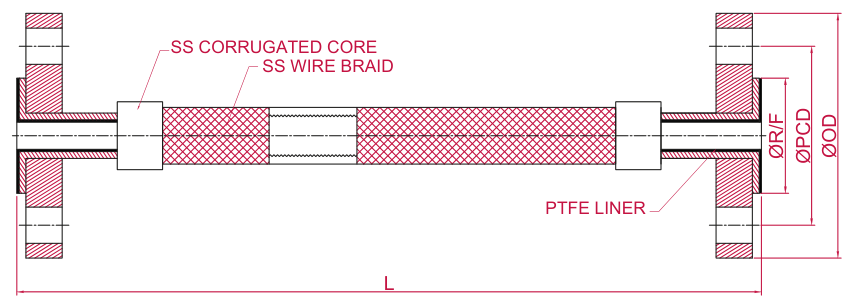 SS CORRUGATED CORE
SS WIRE BRAID
ØR/F
ØPCD
ØOD
PTFE LINER
L